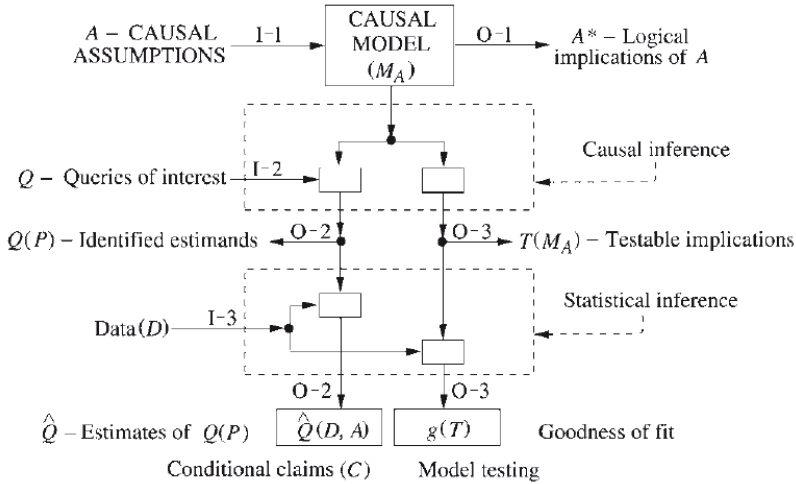 A – CAUSAL
ASSUMPTIONS
I-1
CAUSAL
MODEL
(M_A)
O-1
A* – Logical
implications of A
Causal inference
Q – Queries of interest
I-2
Q(P) – Identified estimands
O-2
O-3
T(M_A) – Testable implications
Statistical inference
Data(D)
I-3
O-2
O-3
Q̂ – Estimates of Q(P)
Q̂(D, A)
g(T)
Goodness of fit
Conditional claims (C)
Model testing